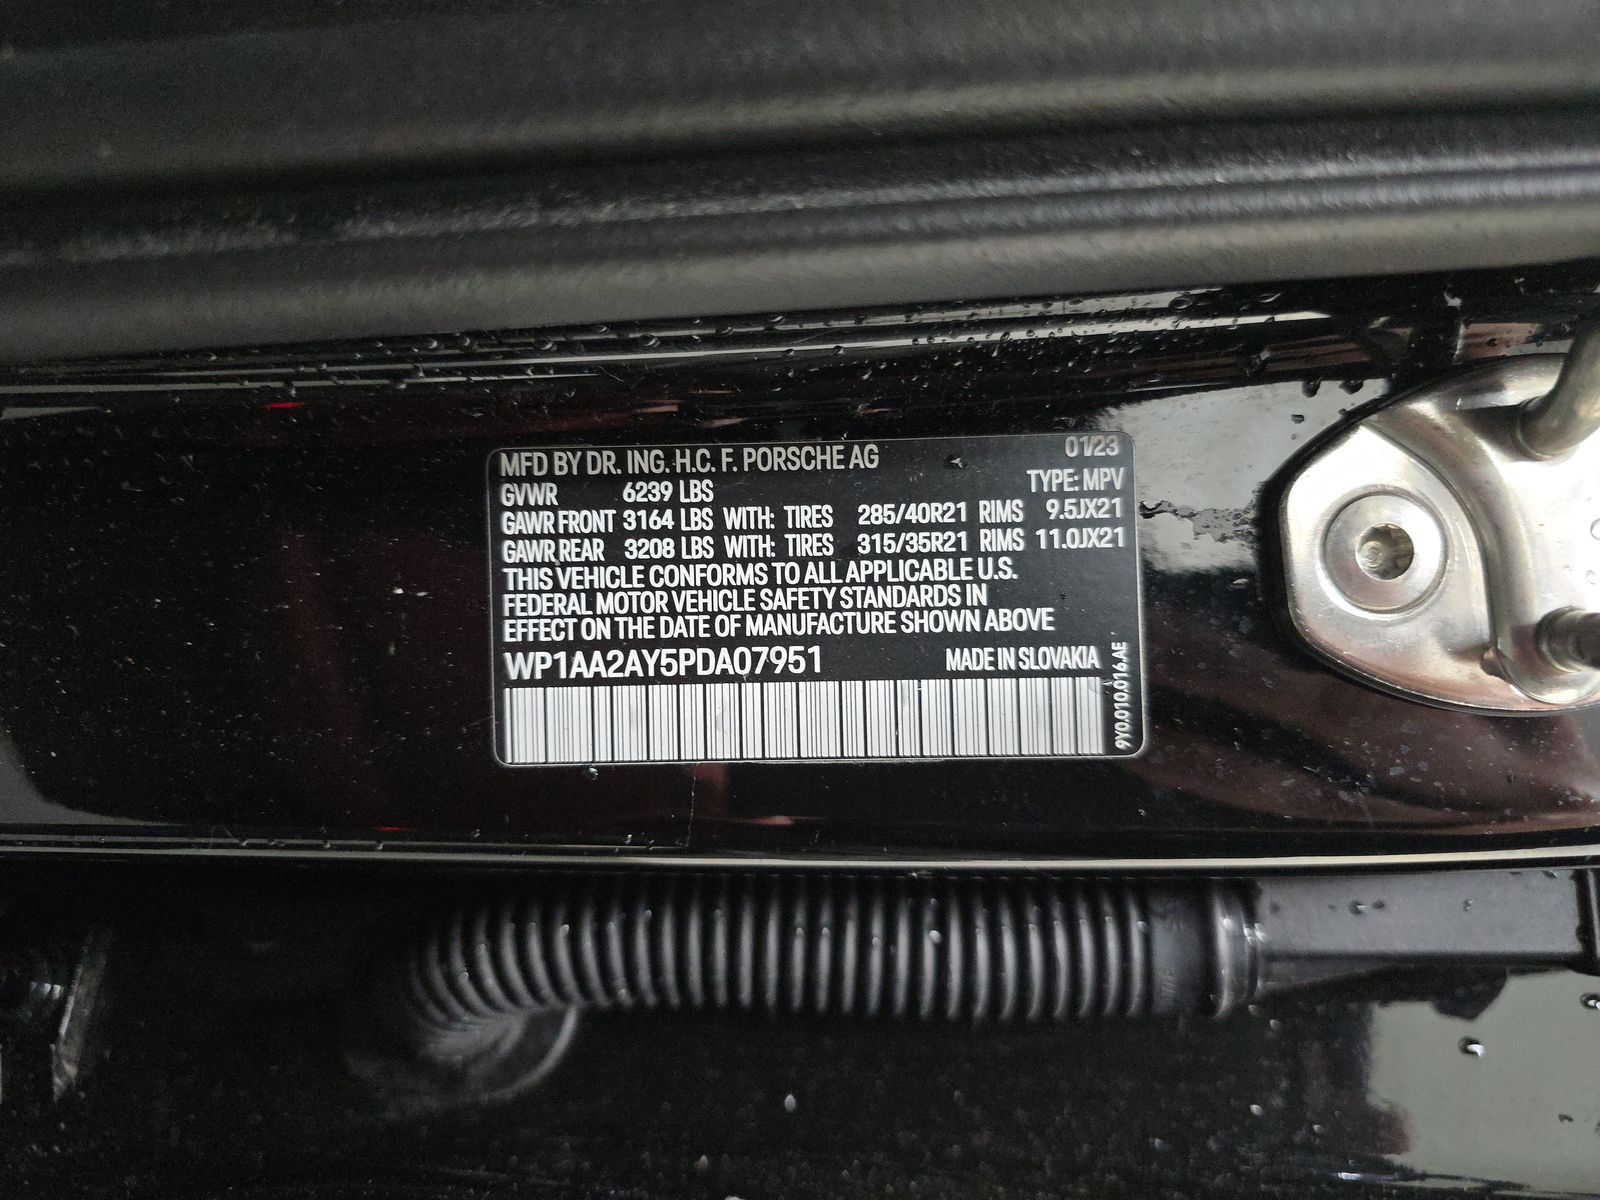 MFD BY DR. ING. H.C. F. PORSCHE AG 01/23
GVWR 6239 LBS TYPE: MPV
GAWR FRONT 3164 LBS WITH: TIRES 285/40R21 RIMS 9.5JX21
GAWR REAR 3208 LBS WITH: TIRES 315/35R21 RIMS 11.0JX21
THIS VEHICLE CONFORMS TO ALL APPLICABLE U.S.
FEDERAL MOTOR VEHICLE SAFETY STANDARDS IN
EFFECT ON THE DATE OF MANUFACTURE SHOWN ABOVE
WP1AA2AY5PDA07951 MADE IN SLOVAKIA
9Y0.010.016.AE